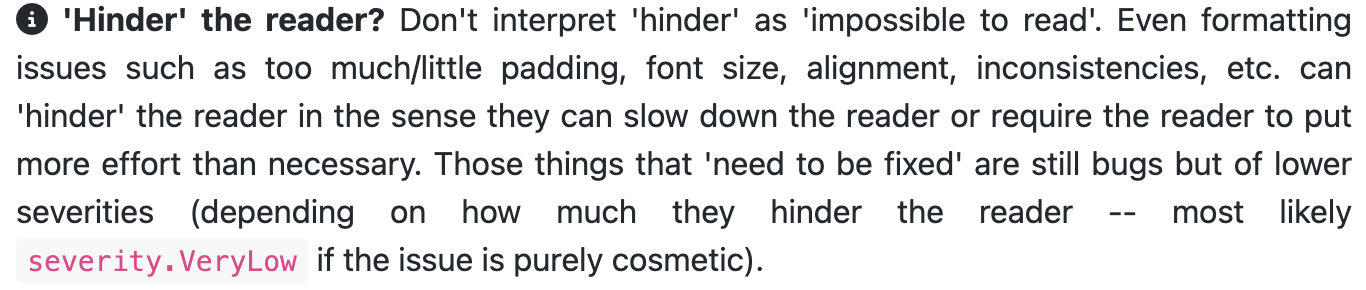 'Hinder' the reader? Don't interpret 'hinder' as 'impossible to read'. Even formatting
issues such as too much/little padding, font size, alignment, inconsistencies, etc. can
'hinder' the reader in the sense they can slow down the reader or require the reader to put
more effort than necessary. Those things that 'need to be fixed' are still bugs but of lower
severities (depending on how much they hinder the reader -- most likely
severity.VeryLow if the issue is purely cosmetic).